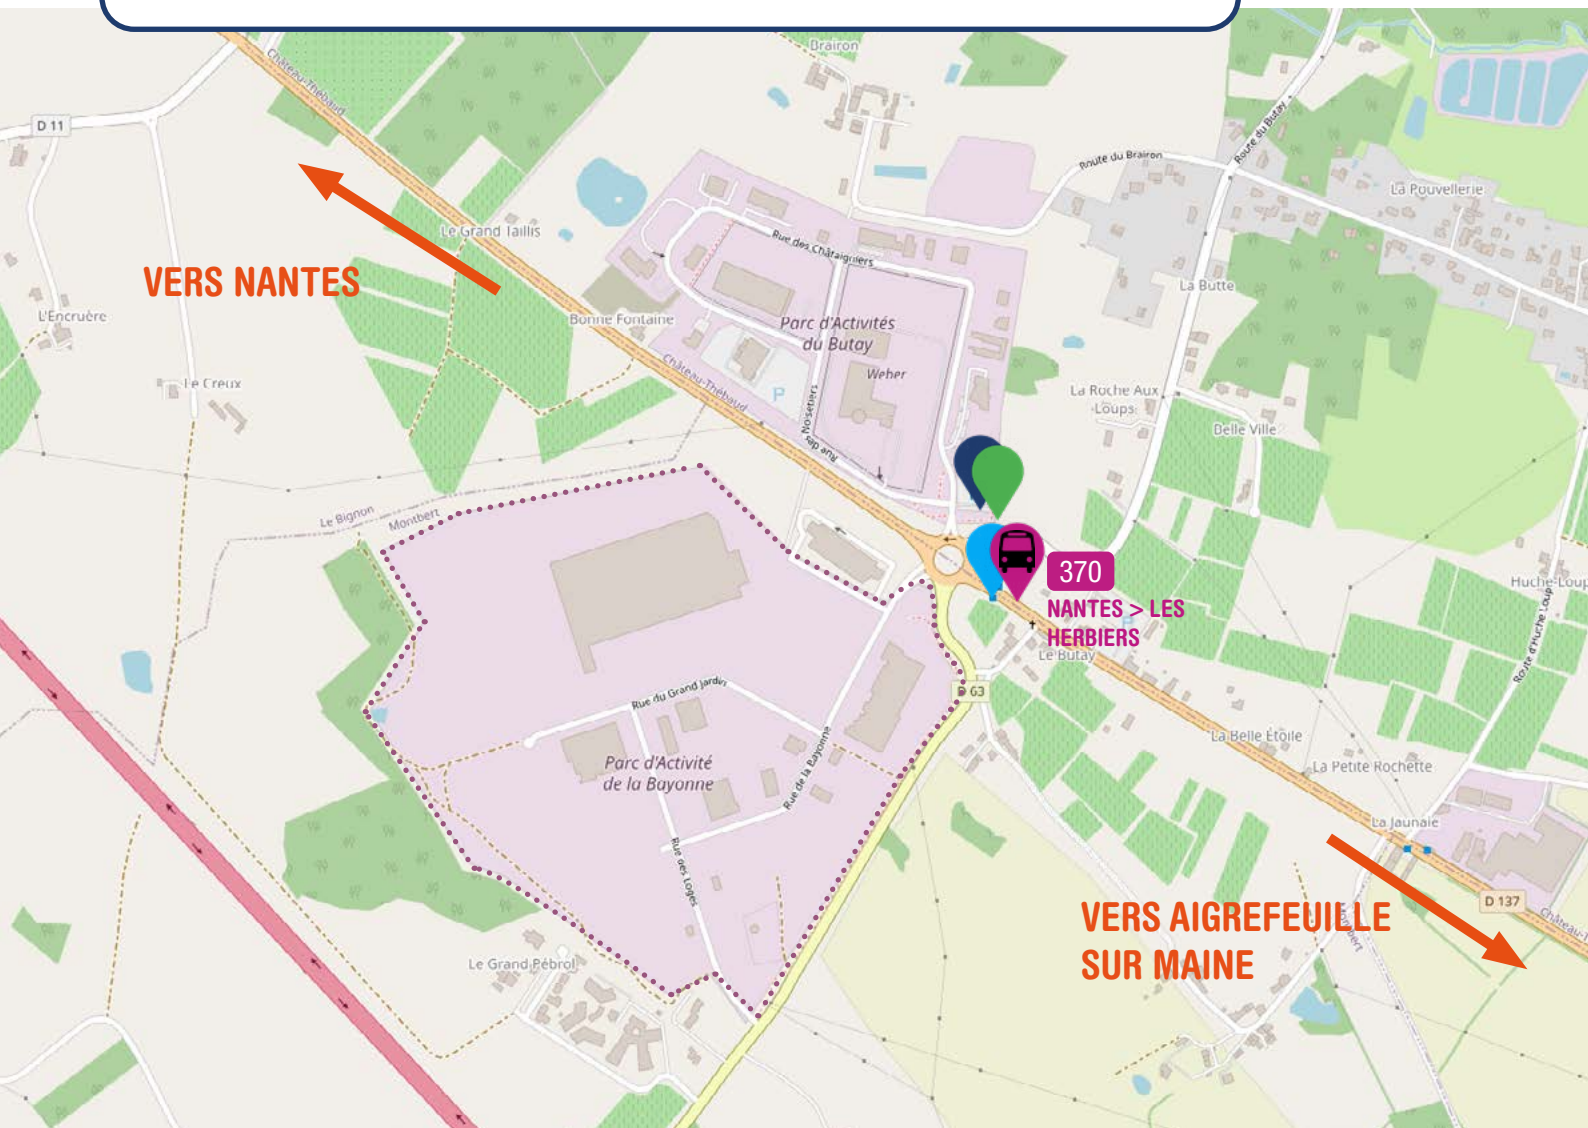 Brairon
Château-Thébaud
D 11
Route du Butay
Route du Brairon
La Pouvellerie
Le Grand Taillis
Rue des Châtaigniers
VERS NANTES
La Butte
L'Encruère
Bonne Fontaine
Parc d'Activités
du Butay
Château-Thébaud
Weber
Le Creux
P
La Roche Aux
Loups
Noisetiers
Rue des
Belle Ville
Le Bignon
Montbert
370
NANTES > LES
HERBIERS
P
Huche-Loup
Route d'Huche Loup
Le Butay
D 63
Rue du Grand Jardin
Rue de la Bayonne
Parc d'Activité
de la Bayonne
La Belle Étoile
La Petite Rochette
La Jaunaie
Rue des Loges
D 137
VERS AIGREFEUILLE
SUR MAINE
Montbert
Le Grand Pébrol